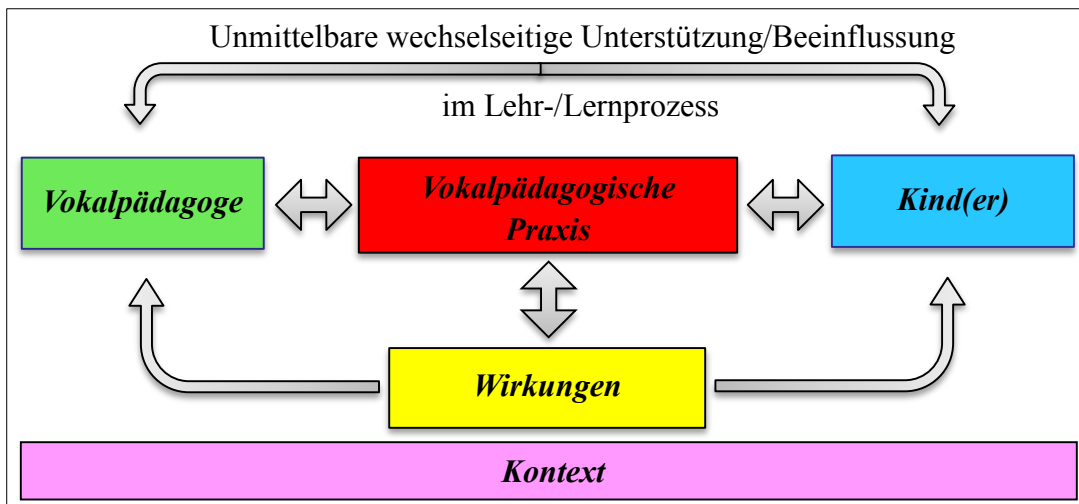 Unmittelbare wechselseitige Unterstützung/Beeinflussung
im Lehr-/Lernprozess
Vokalpädagoge
Vokalpädagogische
Praxis
Kind(er)
Wirkungen
Kontext